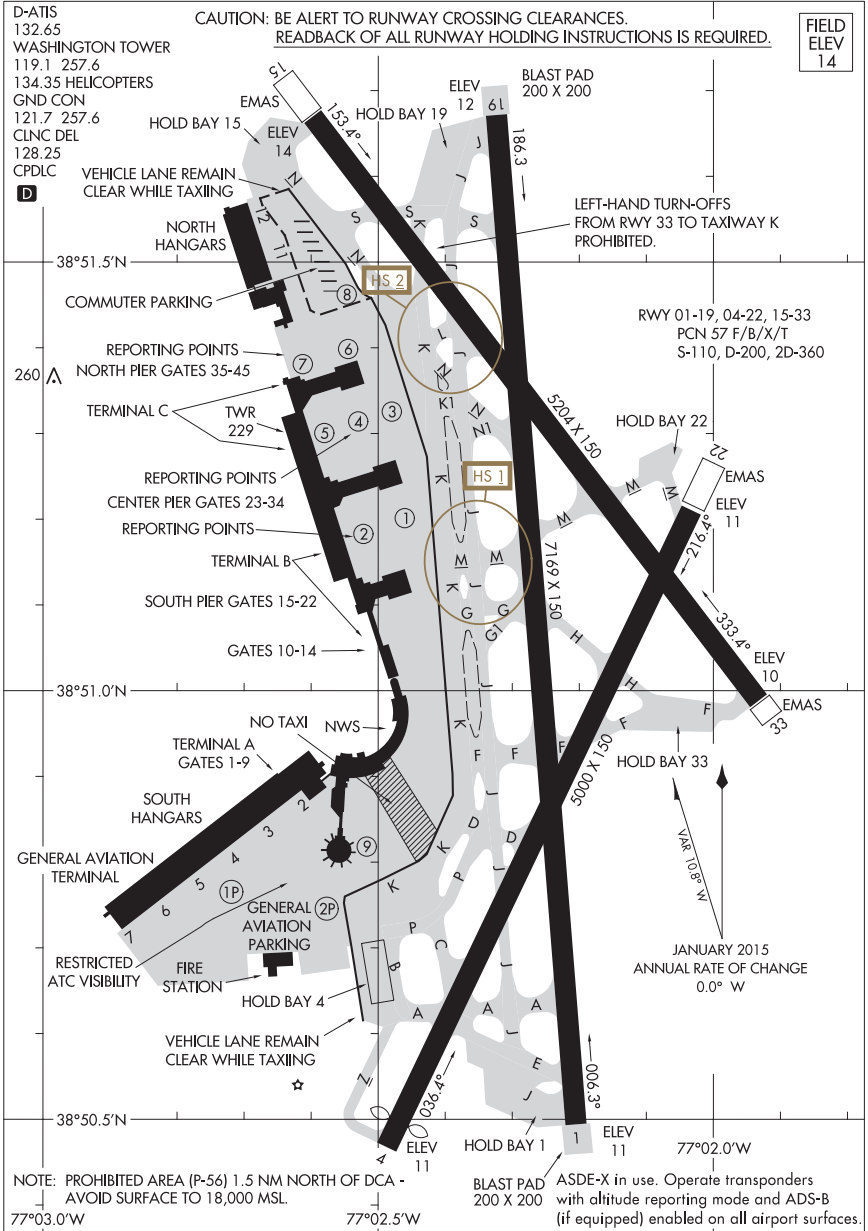 D-ATIS
132.65
WASHINGTON TOWER
119.1 257.6
134.35 HELICOPTERS
GND CON
121.7 257.6
CLNC DEL
128.25
CPDLC
D
CAUTION: BE ALERT TO RUNWAY CROSSING CLEARANCES.
READBACK OF ALL RUNWAY HOLDING INSTRUCTIONS IS REQUIRED.
FIELD
ELEV
14
15
EMAS
153.4°
HOLD BAY 15
ELEV
14
HOLD BAY 19
ELEV
12
19
BLAST PAD
200 X 200
186.3
J
J
VEHICLE LANE REMAIN
CLEAR WHILE TAXIING
N
12
11
NORTH
HANGARS
S
S
K
S
N
J
LEFT-HAND TURN-OFFS
FROM RWY 33 TO TAXIWAY K
PROHIBITED.
38°51.5'N
HS 2
COMMUTER PARKING
8
RWY 01-19, 04-22, 15-33
PCN 57 F/B/X/T
S-110, D-200, 2D-360
REPORTING POINTS
NORTH PIER GATES 35-45
7
6
L
K
J
N
260
K1
N
N1
TERMINAL C
TWR
229
5
4
3
5204 X 150
HOLD BAY 22
22
EMAS
ELEV
11
REPORTING POINTS
CENTER PIER GATES 23-34
K
HS 1
J
M
M
M
216.4°
REPORTING POINTS
2
1
7169 X 150
TERMINAL B
M
M
K
J
SOUTH PIER GATES 15-22
G
G
G1
H
333.4°
GATES 10-14
ELEV
10
EMAS
33
38°51.0'N
J
H
NO TAXI
NWS
K
F
F
F
F
F
HOLD BAY 33
TERMINAL A
GATES 1-9
5000 X 150
J
SOUTH
HANGARS
2
3
4
5
6
7
9
K
D
D
J
P
K
VAR 10.8° W
GENERAL AVIATION
TERMINAL
1P
2P
GENERAL
AVIATION
PARKING
P
C
B
J
JANUARY 2015
ANNUAL RATE OF CHANGE
0.0° W
RESTRICTED
ATC VISIBILITY
FIRE
STATION
HOLD BAY 4
A
A
A
J
E
J
VEHICLE LANE REMAIN
CLEAR WHILE TAXIING
Z
036.4°
006.3°
38°50.5'N
4
ELEV
11
HOLD BAY 1
1
ELEV
11
77°02.0'W
BLAST PAD
200 X 200
NOTE: PROHIBITED AREA (P-56) 1.5 NM NORTH OF DCA -
AVOID SURFACE TO 18,000 MSL.
ASDE-X in use. Operate transponders
with altitude reporting mode and ADS-B
(if equipped) enabled on all airport surfaces.
77°03.0'W
77°02.5'W